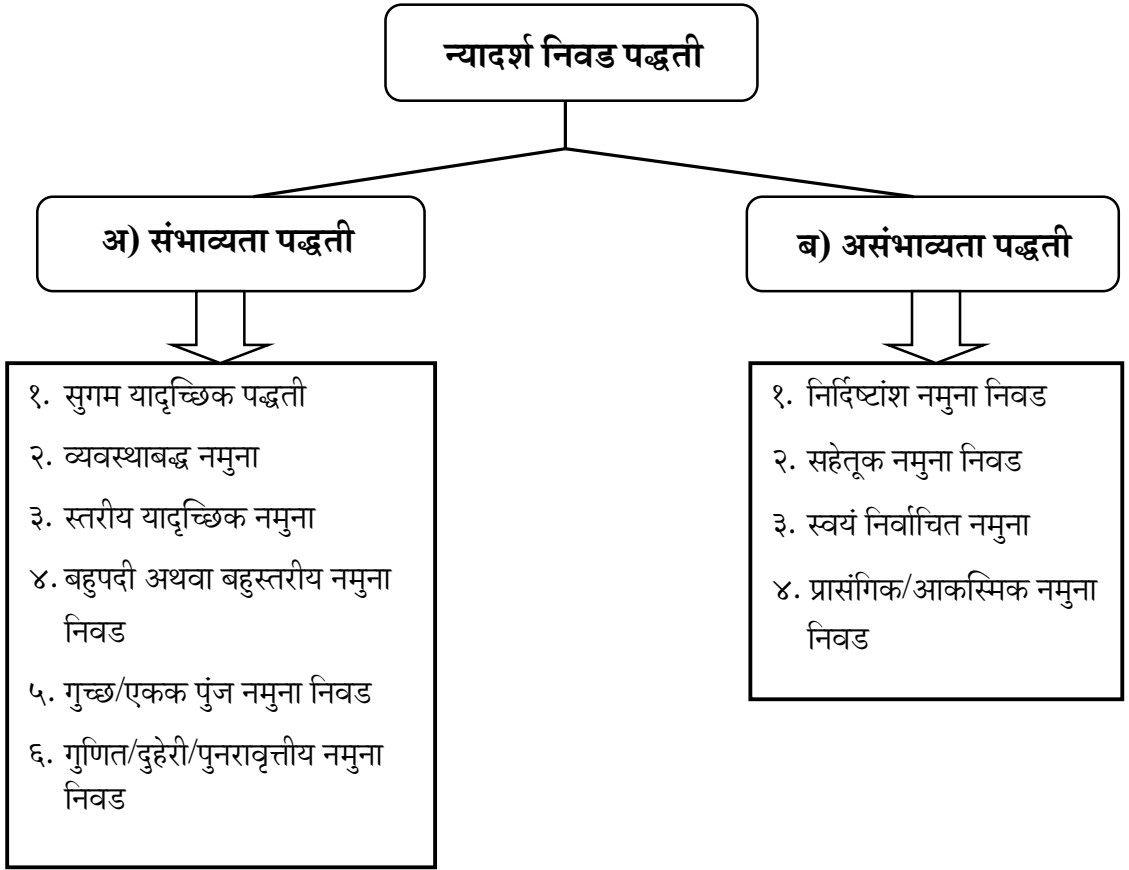 न्यादर्श निवड पद्धती
अ) संभाव्यता पद्धती
१. सुगम यादृच्छिक पद्धती
२. व्यवस्थाबद्ध नमुना
३. स्तरीय यादृच्छिक नमुना
४. बहुपदी अथवा बहुस्तरीय नमुना
निवड
५. गुच्छ/एकक पुंज नमुना निवड
६. गुणित/दुहेरी/पुनरावृत्तीय नमुना
निवड
ब) असंभाव्यता पद्धती
१. निर्दिष्टांश नमुना निवड
२. सहेतूक नमुना निवड
३. स्वयं निर्वाचित नमुना
४. प्रासंगिक/आकस्मिक नमुना
निवड